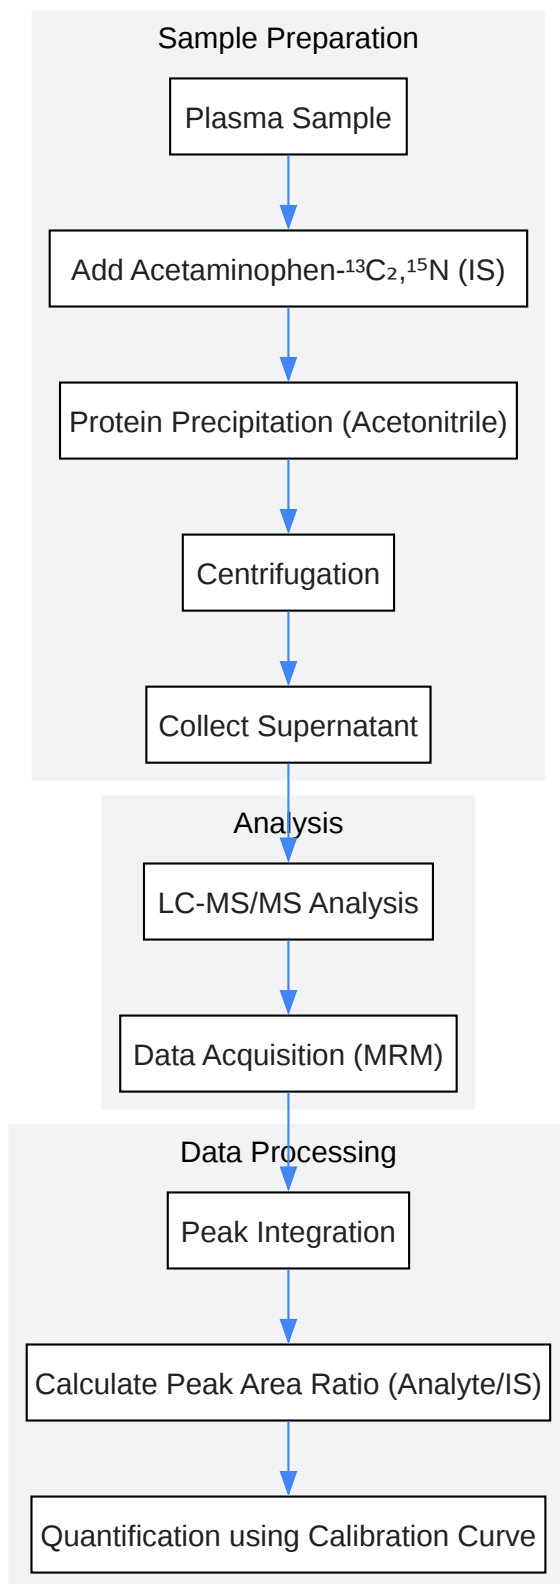 Sample Preparation
Plasma Sample
Add Acetaminophen-¹³C₂,¹⁵N (IS)
Protein Precipitation (Acetonitrile)
Centrifugation
Collect Supernatant
Analysis
LC-MS/MS Analysis
Data Acquisition (MRM)
Data Processing
Peak Integration
Calculate Peak Area Ratio (Analyte/IS)
Quantification using Calibration Curve